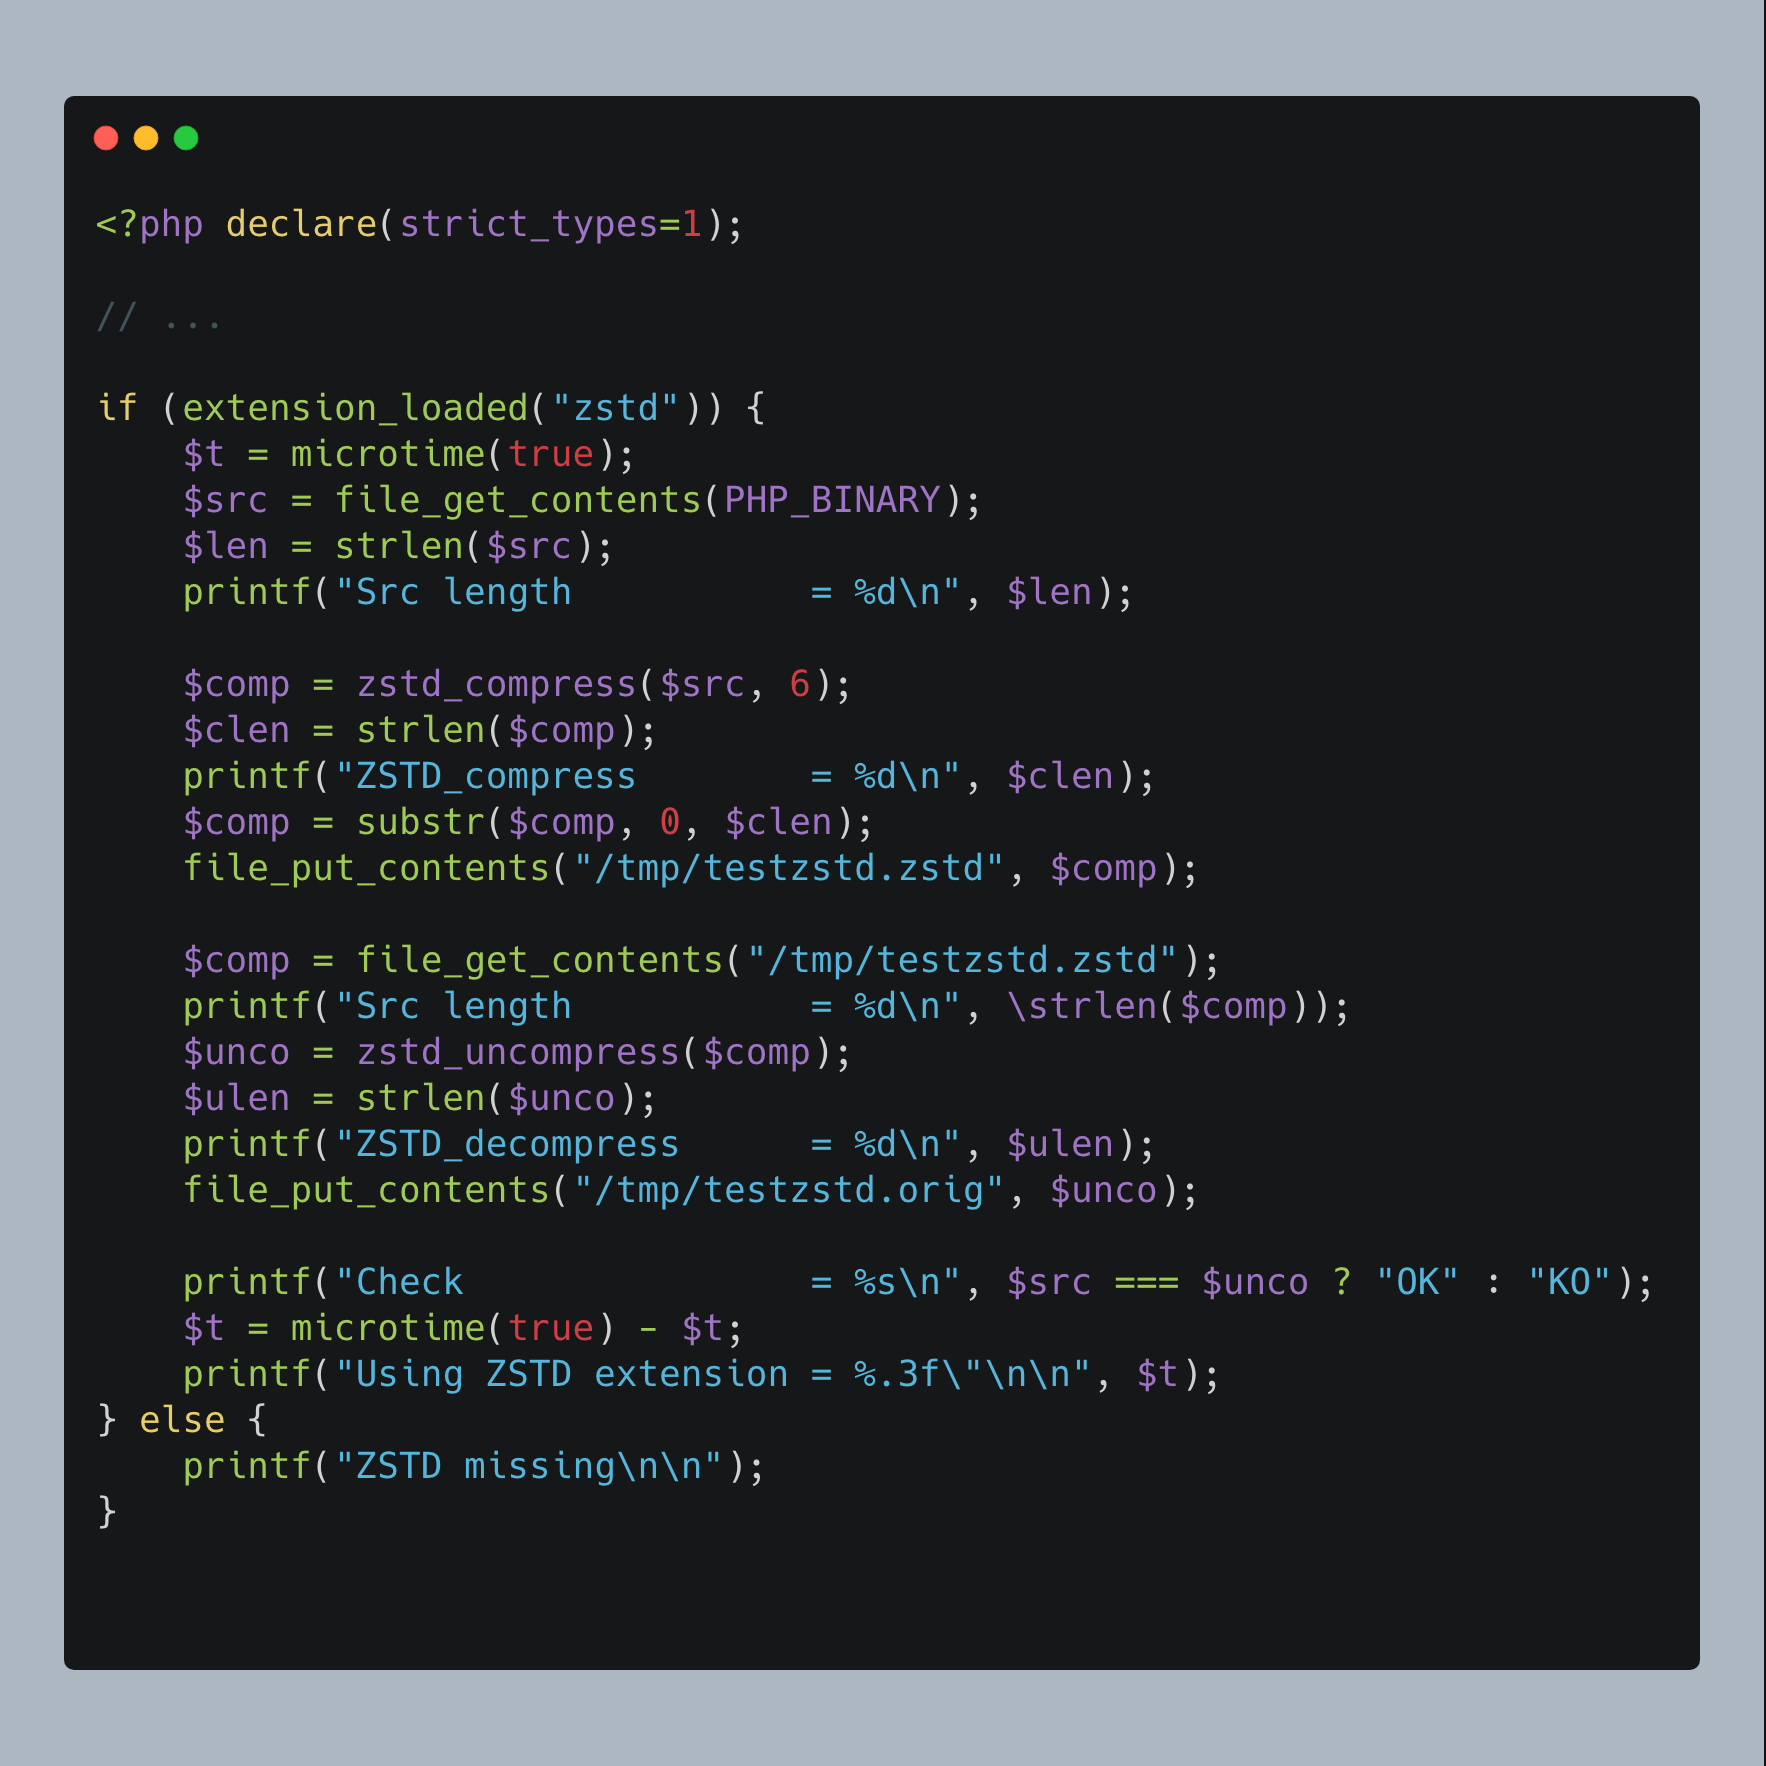 <?php declare(strict_types=1);

// ...

if (extension_loaded("zstd")) {
    $t = microtime(true);
    $src = file_get_contents(PHP_BINARY);
    $len = strlen($src);
    printf("Src length           = %d\n", $len);

    $comp = zstd_compress($src, 6);
    $clen = strlen($comp);
    printf("ZSTD_compress        = %d\n", $clen);
    $comp = substr($comp, 0, $clen);
    file_put_contents("/tmp/testzstd.zstd", $comp);

    $comp = file_get_contents("/tmp/testzstd.zstd");
    printf("Src length           = %d\n", \strlen($comp));
    $unco = zstd_uncompress($comp);
    $ulen = strlen($unco);
    printf("ZSTD_decompress      = %d\n", $ulen);
    file_put_contents("/tmp/testzstd.orig", $unco);

    printf("Check                = %s\n", $src === $unco ? "OK" : "KO");
    $t = microtime(true) - $t;
    printf("Using ZSTD extension = %.3f\"\n\n", $t);
} else {
    printf("ZSTD missing\n\n");
}